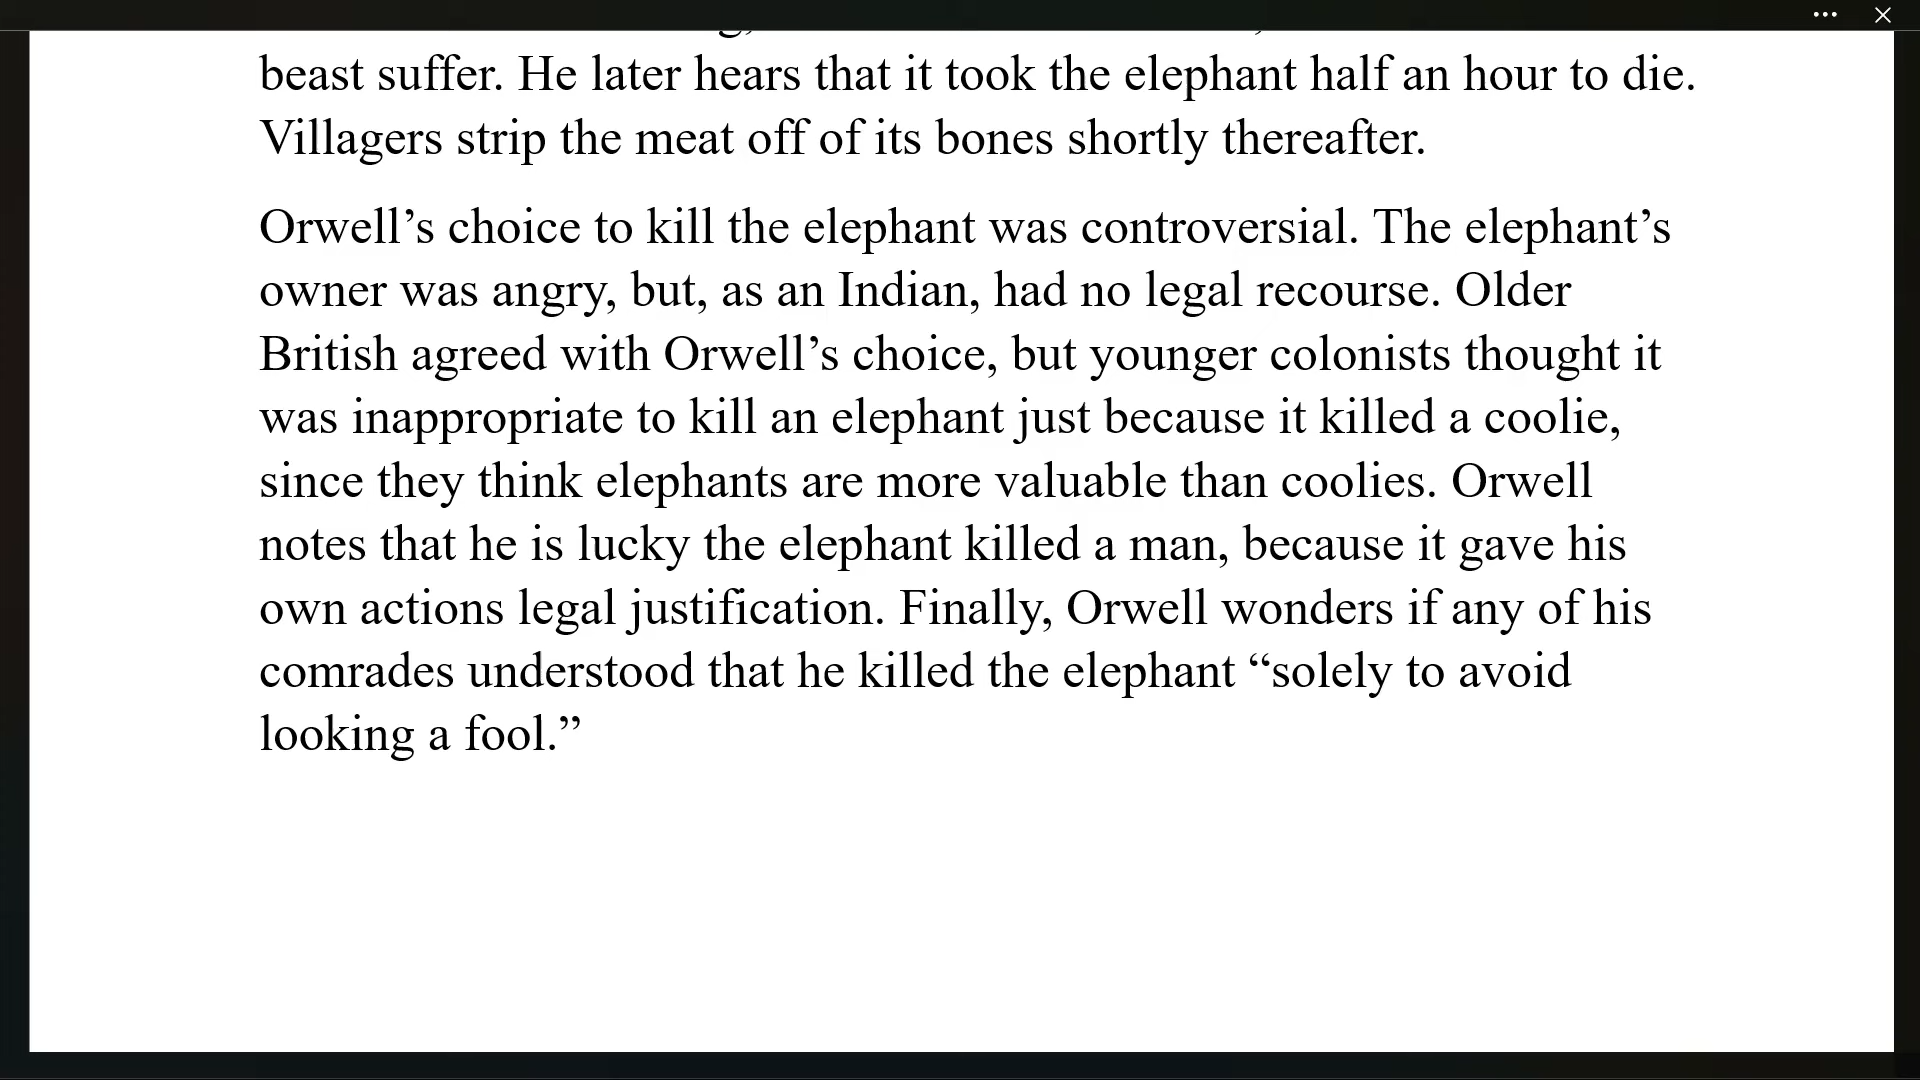 beast suffer. He later hears that it took the elephant half an hour to die.
Villagers strip the meat off of its bones shortly thereafter.
Orwell’s choice to kill the elephant was controversial. The elephant’s
owner was angry, but, as an Indian, had no legal recourse. Older
British agreed with Orwell’s choice, but younger colonists thought it
was inappropriate to kill an elephant just because it killed a coolie,
since they think elephants are more valuable than coolies. Orwell
notes that he is lucky the elephant killed a man, because it gave his
own actions legal justification. Finally, Orwell wonders if any of his
comrades understood that he killed the elephant “solely to avoid
looking a fool.”